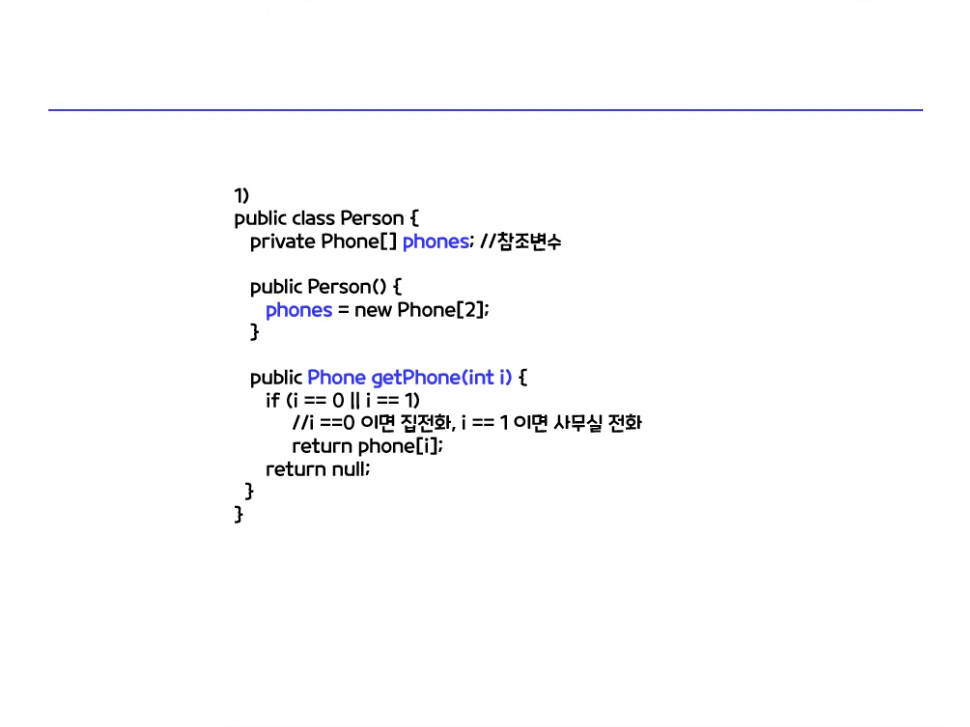 1)
public class Person {
private Phone[] phones; //참조변수
public Person() {
phones = new Phone[2];
}
public Phone getPhone(int i) {
if (i == 0 || i == 1)
//i ==0 이면 집전화, i == 1 이면 사무실 전화
return phone[i];
return null;
}
}